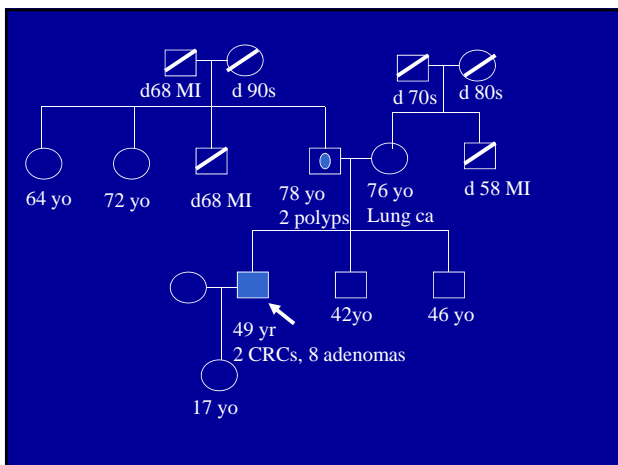 d68 MI
d 90s
d 70s
d 80s
64 yo
72 yo
d68 MI
78 yo
2 polyps
76 yo
Lung ca
d 58 MI
49 yr
2 CRCs, 8 adenomas
42yo
46 yo
17 yo